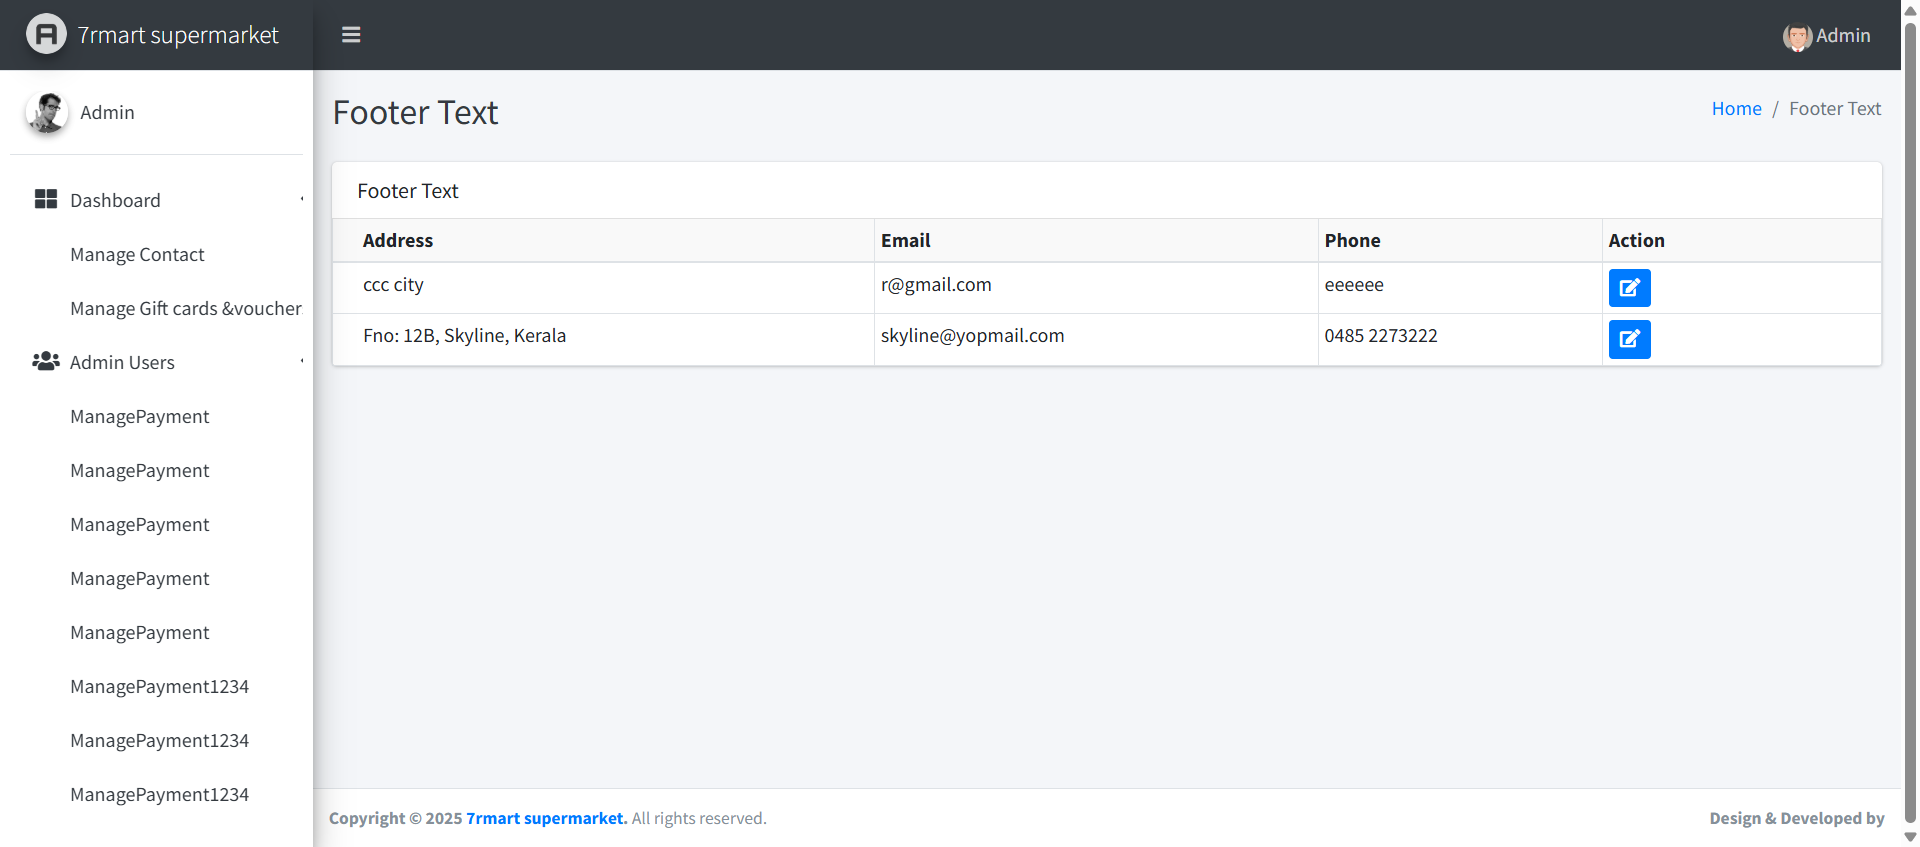 7rmart supermarket
Admin
Admin
Footer Text
Home / Footer Text
Dashboard
Manage Contact
Manage Gift cards &voucher
Admin Users
ManagePayment
ManagePayment
ManagePayment
ManagePayment
ManagePayment
ManagePayment1234
ManagePayment1234
ManagePayment1234
Footer Text
Address Email Phone Action
ccc city r@gmail.com eeeeee
Fno: 12B, Skyline, Kerala skyline@yopmail.com 0485 2273222
Copyright © 2025 7rmart supermarket. All rights reserved.
Design & Developed by